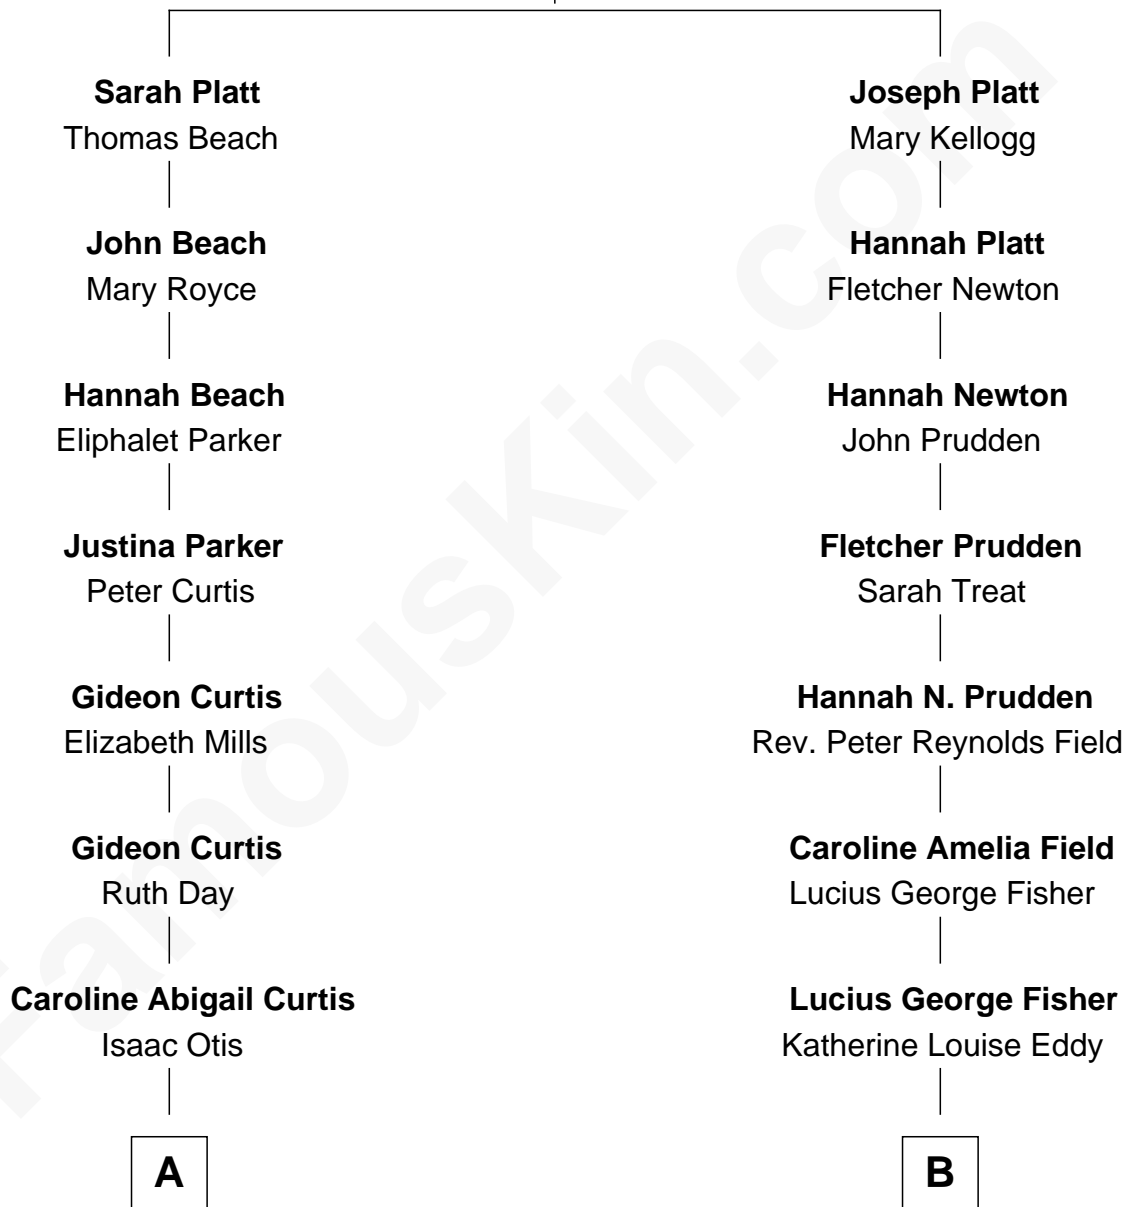 Sarah Platt
Thomas Beach
Joseph Platt
Mary Kellogg
John Beach
Mary Royce
Hannah Platt
Fletcher Newton
Hannah Beach
Eliphalet Parker
Hannah Newton
John Prudden
Justina Parker
Peter Curtis
Fletcher Prudden
Sarah Treat
Gideon Curtis
Elizabeth Mills
Hannah N. Prudden
Rev. Peter Reynolds Field
Gideon Curtis
Ruth Day
Caroline Amelia Field
Lucius George Fisher
Caroline Abigail Curtis
Isaac Otis
Lucius George Fisher
Katherine Louise Eddy
A
B
FamousKin.com